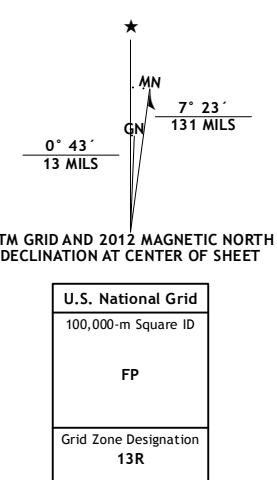 ★
MN
GN
7° 23´
131 MILS
0° 43´
13 MILS
TM GRID AND 2012 MAGNETIC NORTH
DECLINATION AT CENTER OF SHEET
U.S. National Grid
100,000-m Square ID
FP
Grid Zone Designation
13R